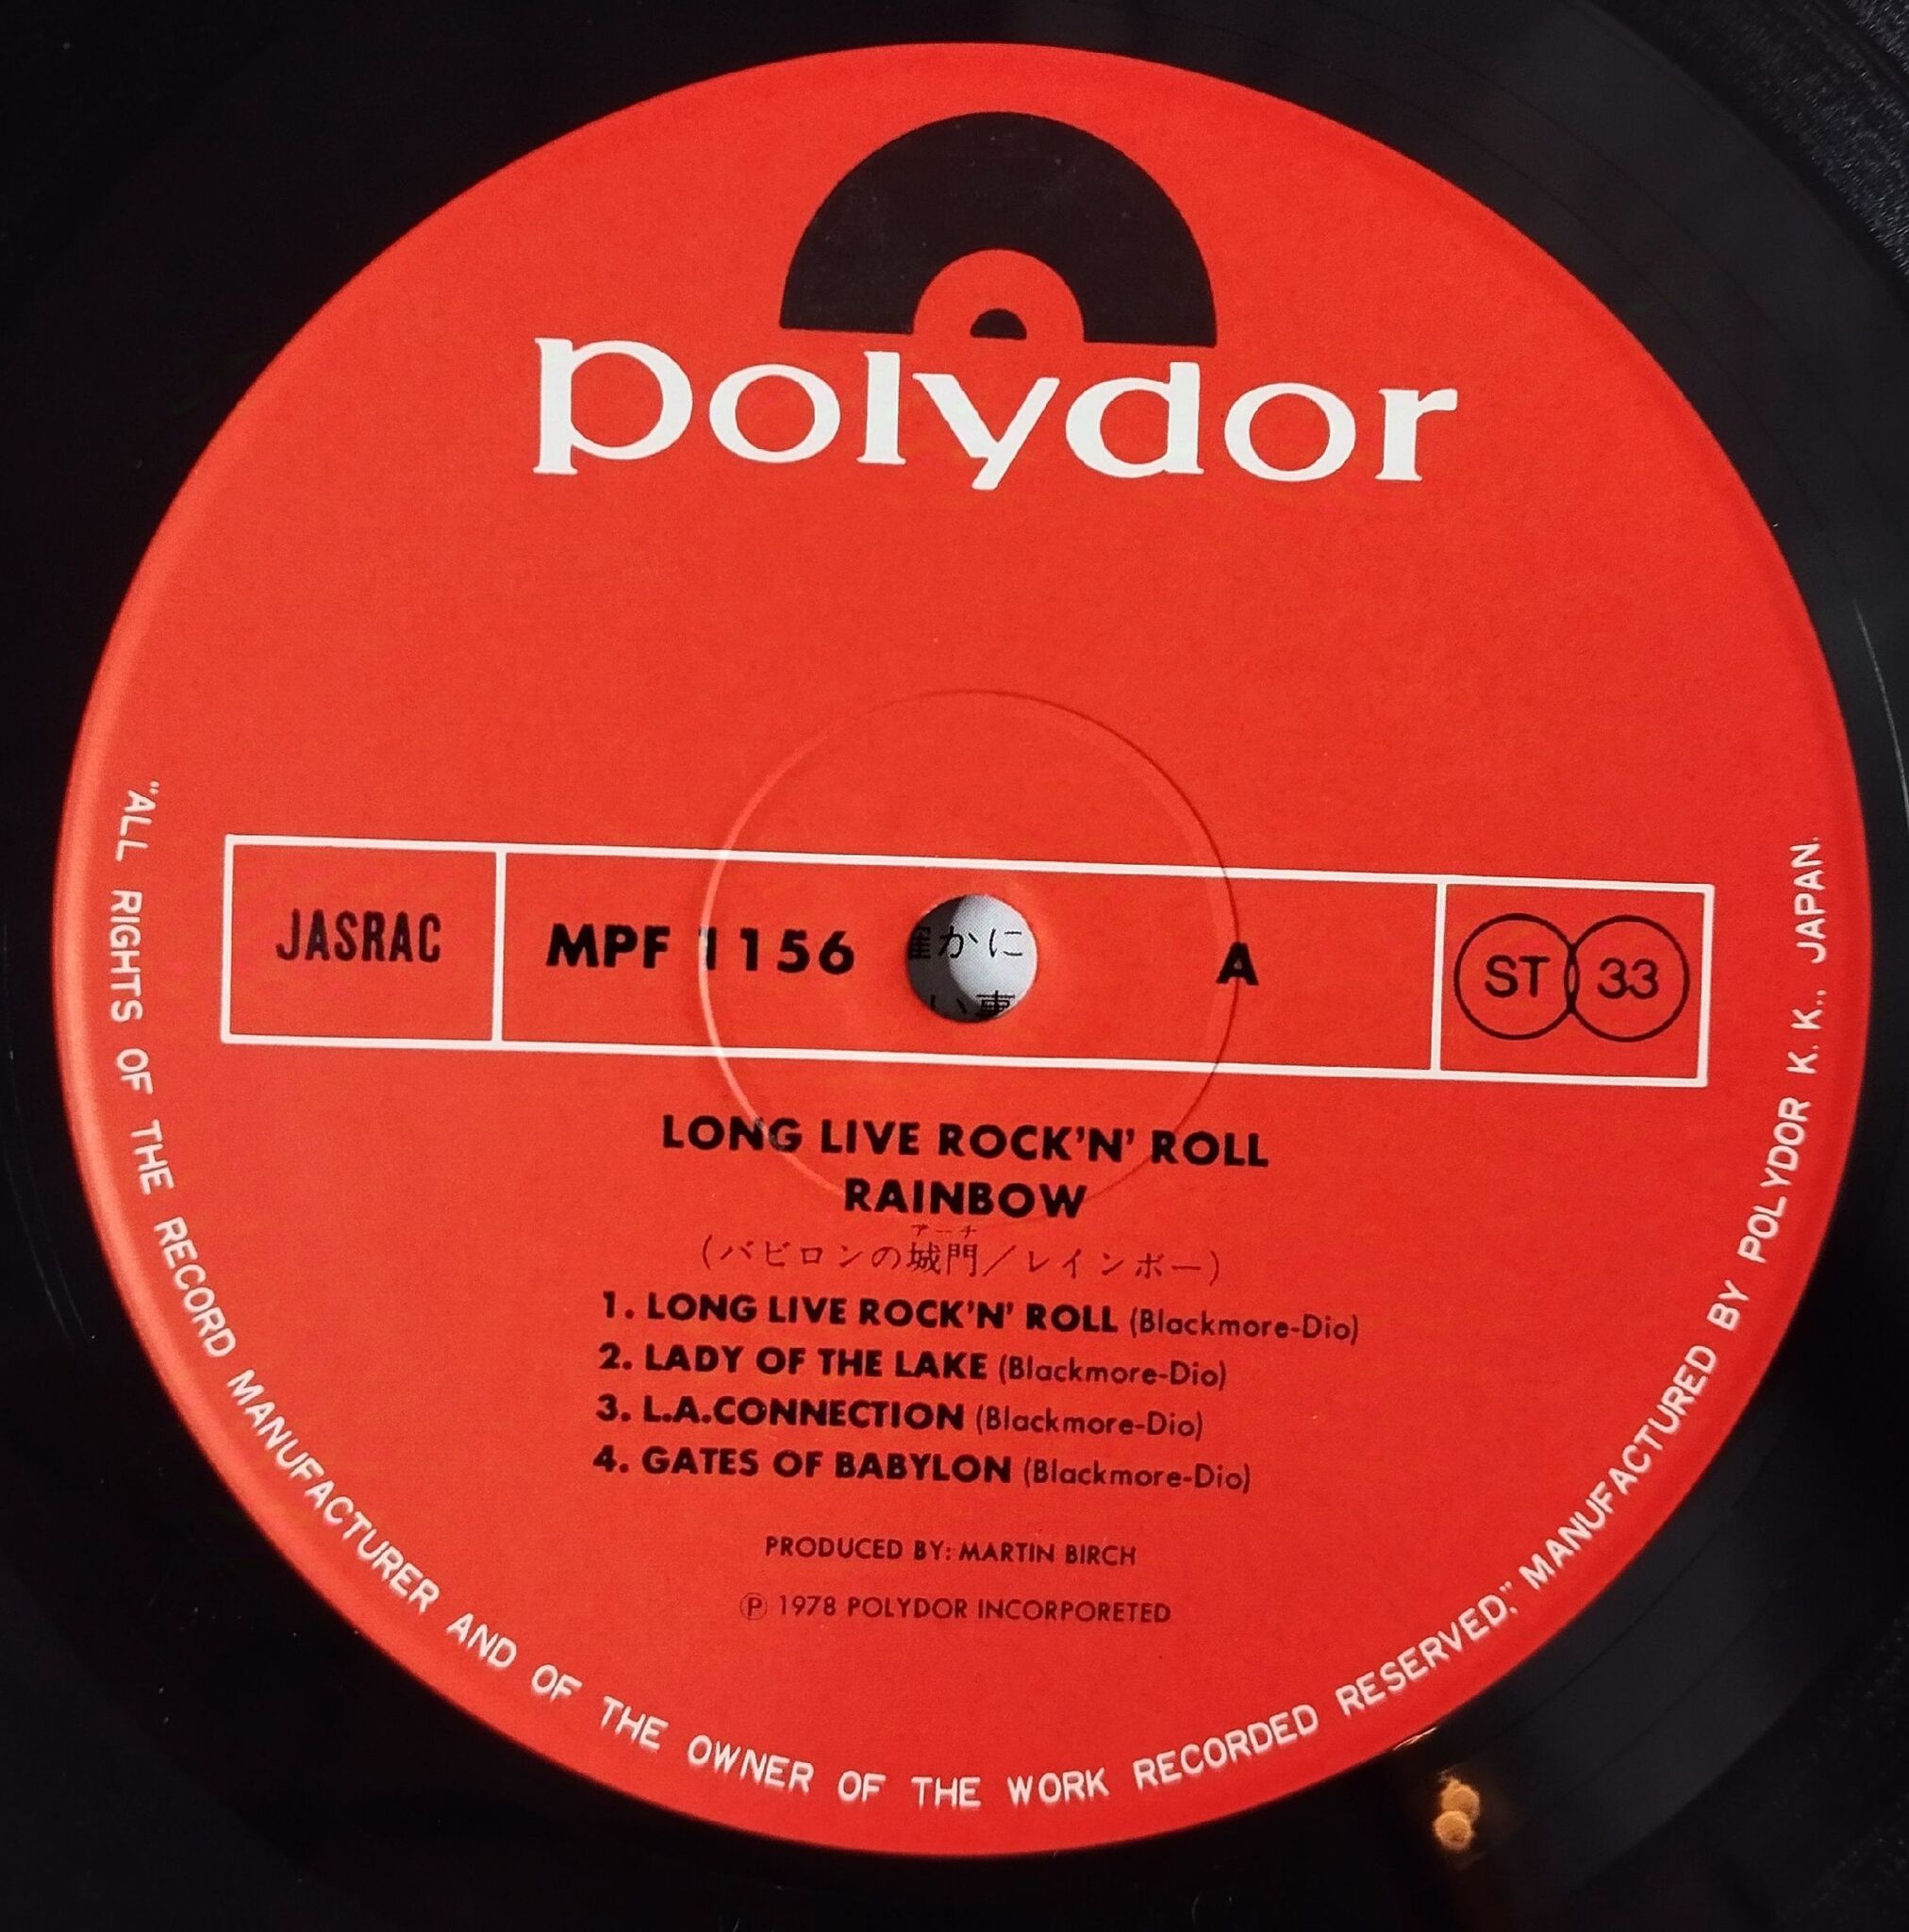 polydor
JASRAC
MPF 1156
A
ST 33
LONG LIVE ROCK'N' ROLL
RAINBOW
アーチ
(バビロンの城門/レインボー)
1. LONG LIVE ROCK'N' ROLL (Blackmore-Dio)
2. LADY OF THE LAKE (Blackmore-Dio)
3. L.A.CONNECTION (Blackmore-Dio)
4. GATES OF BABYLON (Blackmore-Dio)
PRODUCED BY: MARTIN BIRCH
Ⓟ 1978 POLYDOR INCORPORETED
"ALL RIGHTS OF THE RECORD MANUFACTURER AND OF THE OWNER OF THE WORK RECORDED RESERVED;" MANUFACTURED BY POLYDOR K. K., JAPAN.
かに